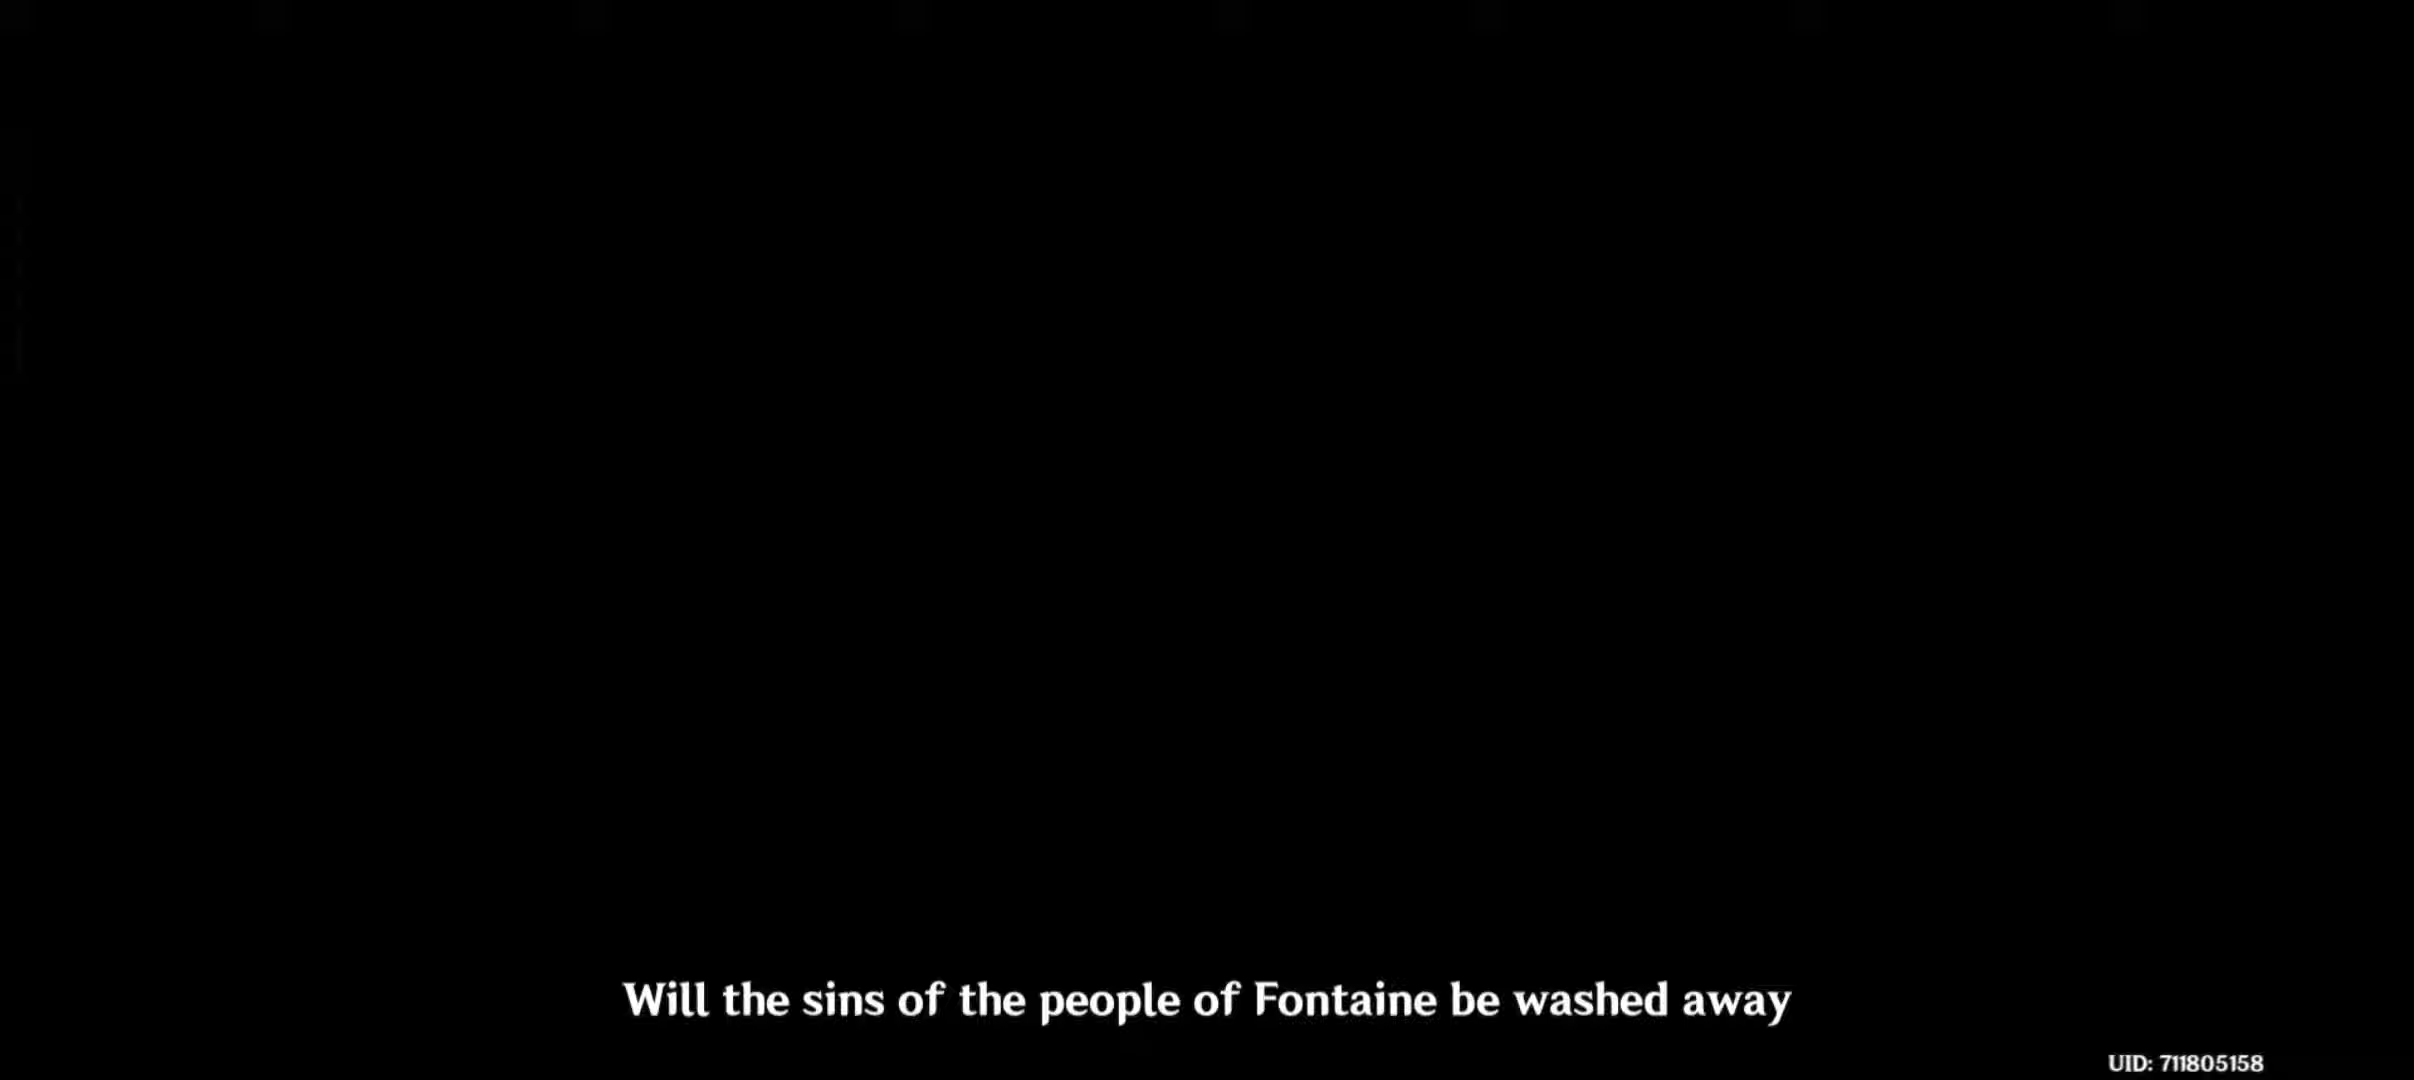 Will the sins of the people of Fontaine be washed away
UID: 711805158